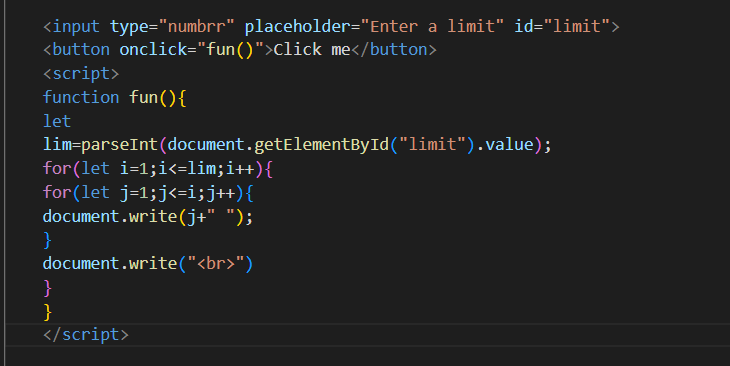 <input type="numbrr" placeholder="Enter a limit" id="limit">
<button onclick="fun()">Click me</button>
<script>
function fun(){
let
lim=parseInt(document.getElementById("limit").value);
for(let i=1;i<=lim;i++){
for(let j=1;j<=i;j++){
document.write(j+" ");
}
document.write("<br>")
}
}
</script>